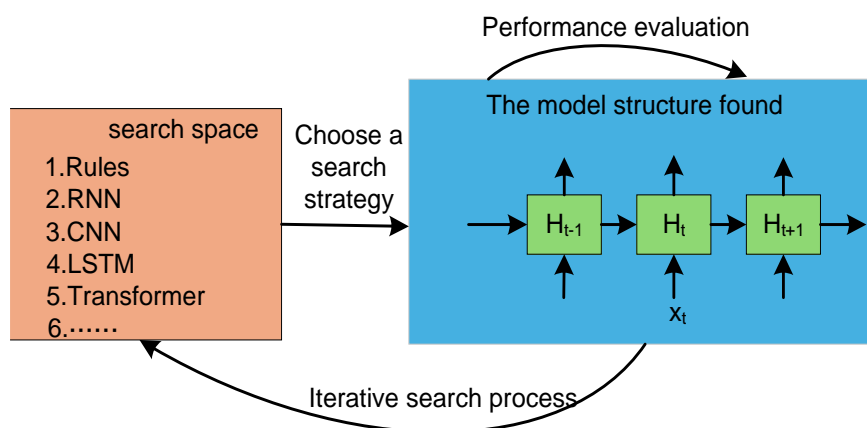 Performance evaluation
search space
1.Rules
2.RNN
3.CNN
4.LSTM
5.Transformer
6.……
Choose a
search
strategy
The model structure found
Hₜ₋₁ Hₜ Hₜ₊₁
xₜ
Iterative search process